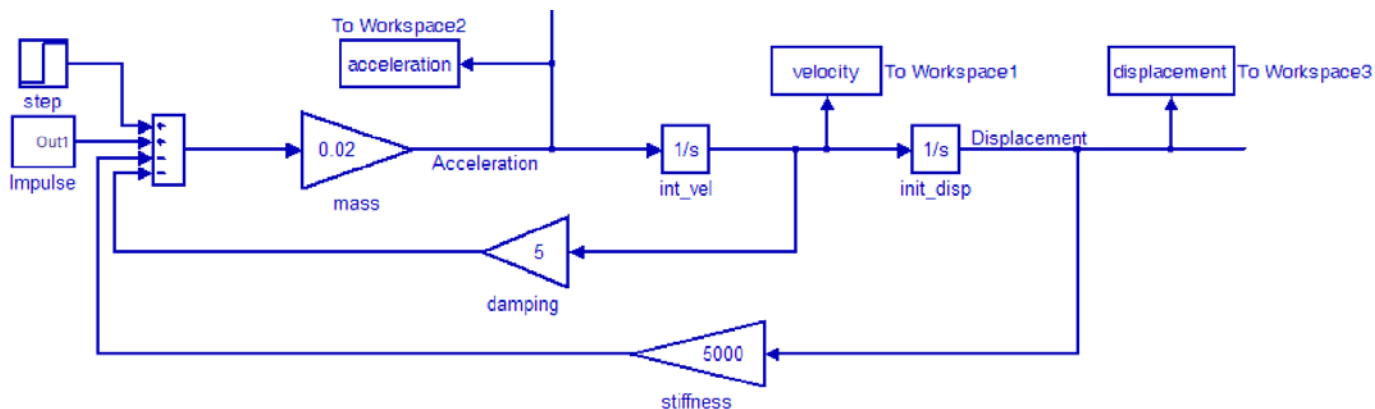 To Workspace2
acceleration
step
velocity
To Workspace1
displacement
To Workspace3
Out1
Impulse
+
+
−
−
0.02
mass
Acceleration
1/s
int_vel
1/s
init_disp
Displacement
5
damping
5000
stiffness